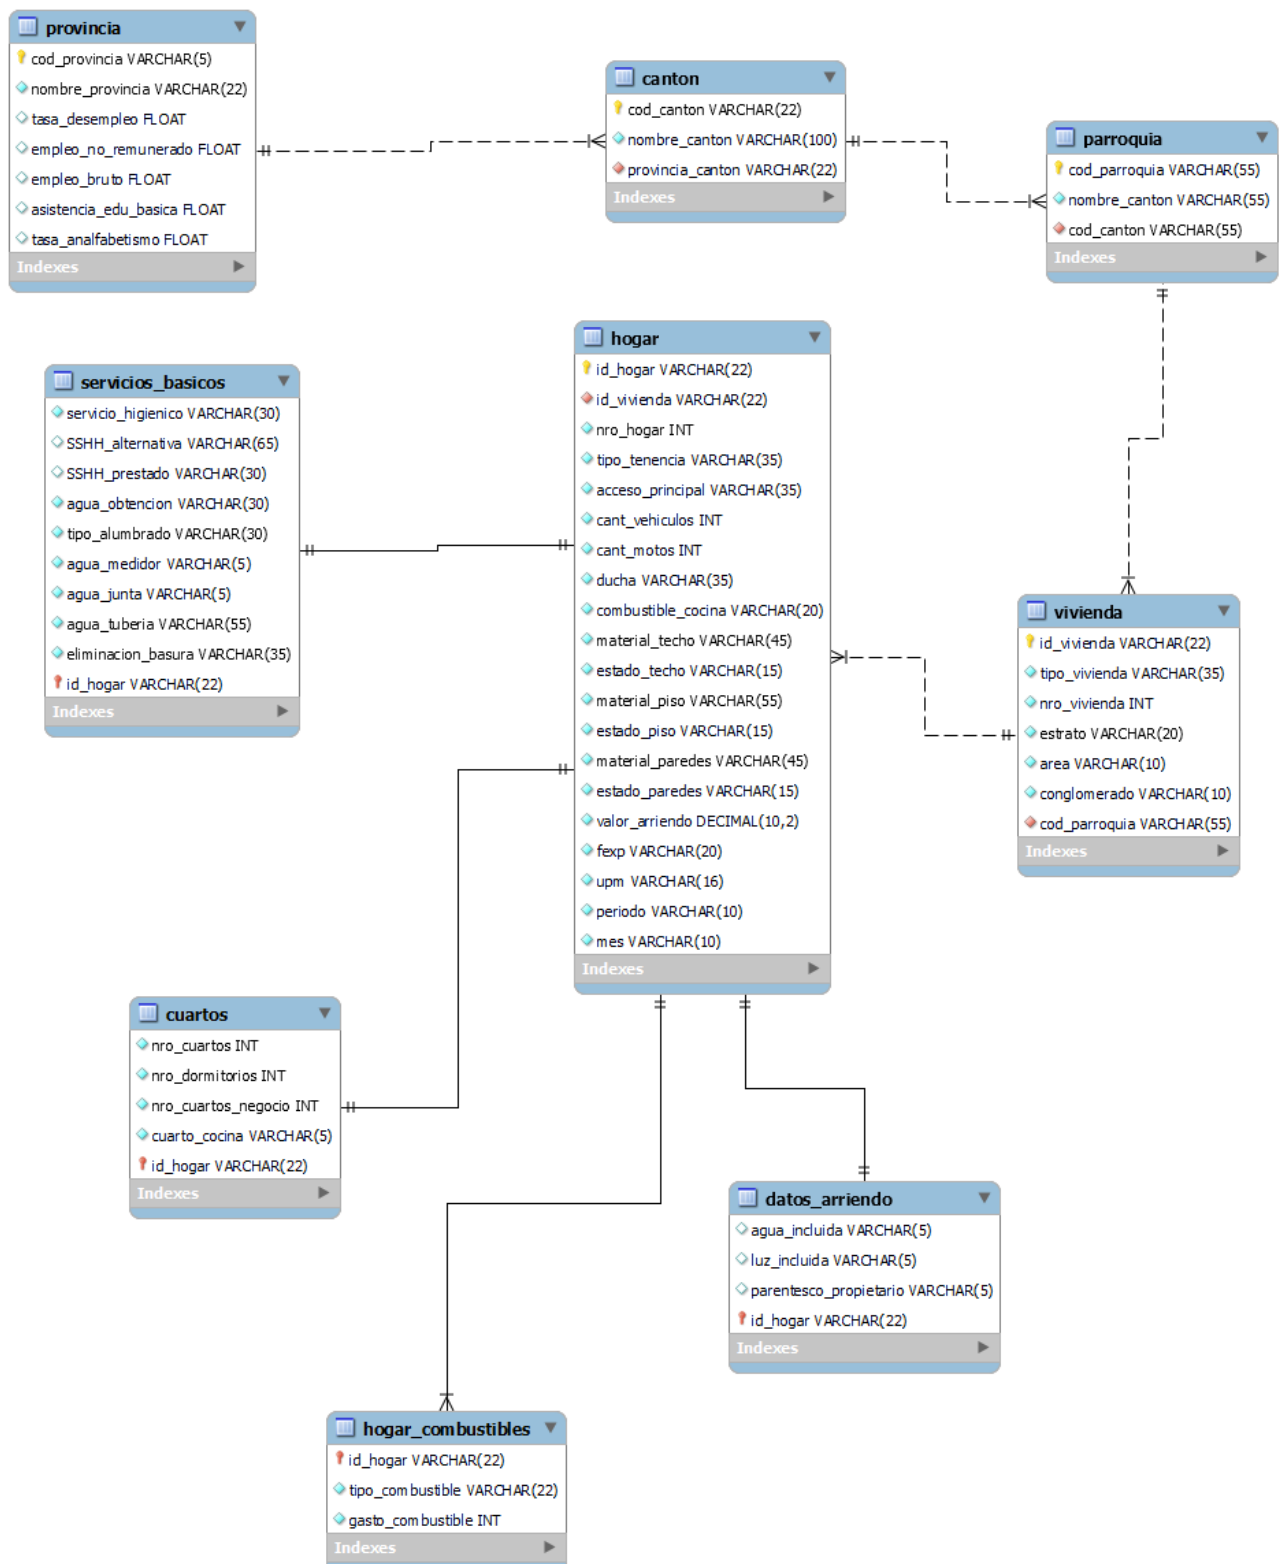 provincia
cod_provincia VARCHAR(5)
nombre_provincia VARCHAR(22)
tasa_desempleo FLOAT
empleo_no_remunerado FLOAT
empleo_bruto FLOAT
asistencia_edu_basica FLOAT
tasa_analfabetismo FLOAT
Indexes
canton
cod_canton VARCHAR(22)
nombre_canton VARCHAR(100)
provincia_canton VARCHAR(22)
Indexes
parroquia
cod_parroquia VARCHAR(55)
nombre_canton VARCHAR(55)
cod_canton VARCHAR(55)
Indexes
servicios_basicos
servicio_higienico VARCHAR(30)
SSHH_alternativa VARCHAR(65)
SSHH_prestado VARCHAR(30)
agua_obtencion VARCHAR(30)
tipo_alumbrado VARCHAR(30)
agua_medidor VARCHAR(5)
agua_junta VARCHAR(5)
agua_tuberia VARCHAR(55)
eliminacion_basura VARCHAR(35)
id_hogar VARCHAR(22)
Indexes
hogar
id_hogar VARCHAR(22)
id_vivienda VARCHAR(22)
nro_hogar INT
tipo_tenencia VARCHAR(35)
acceso_principal VARCHAR(35)
cant_vehiculos INT
cant_motos INT
ducha VARCHAR(35)
combustible_cocina VARCHAR(20)
material_techo VARCHAR(45)
estado_techo VARCHAR(15)
material_piso VARCHAR(55)
estado_piso VARCHAR(15)
material_paredes VARCHAR(45)
estado_paredes VARCHAR(15)
valor_arriendo DECIMAL(10,2)
fexp VARCHAR(20)
upm VARCHAR(16)
periodo VARCHAR(10)
mes VARCHAR(10)
Indexes
vivienda
id_vivienda VARCHAR(22)
tipo_vivienda VARCHAR(35)
nro_vivienda INT
estrato VARCHAR(20)
area VARCHAR(10)
conglomerado VARCHAR(10)
cod_parroquia VARCHAR(55)
Indexes
cuartos
nro_cuartos INT
nro_dormitorios INT
nro_cuartos_negocio INT
cuarto_cocina VARCHAR(5)
id_hogar VARCHAR(22)
Indexes
datos_arriendo
agua_incluida VARCHAR(5)
luz_incluida VARCHAR(5)
parentesco_propietario VARCHAR(5)
id_hogar VARCHAR(22)
Indexes
hogar_combustibles
id_hogar VARCHAR(22)
tipo_combustible VARCHAR(22)
gasto_combustible INT
Indexes